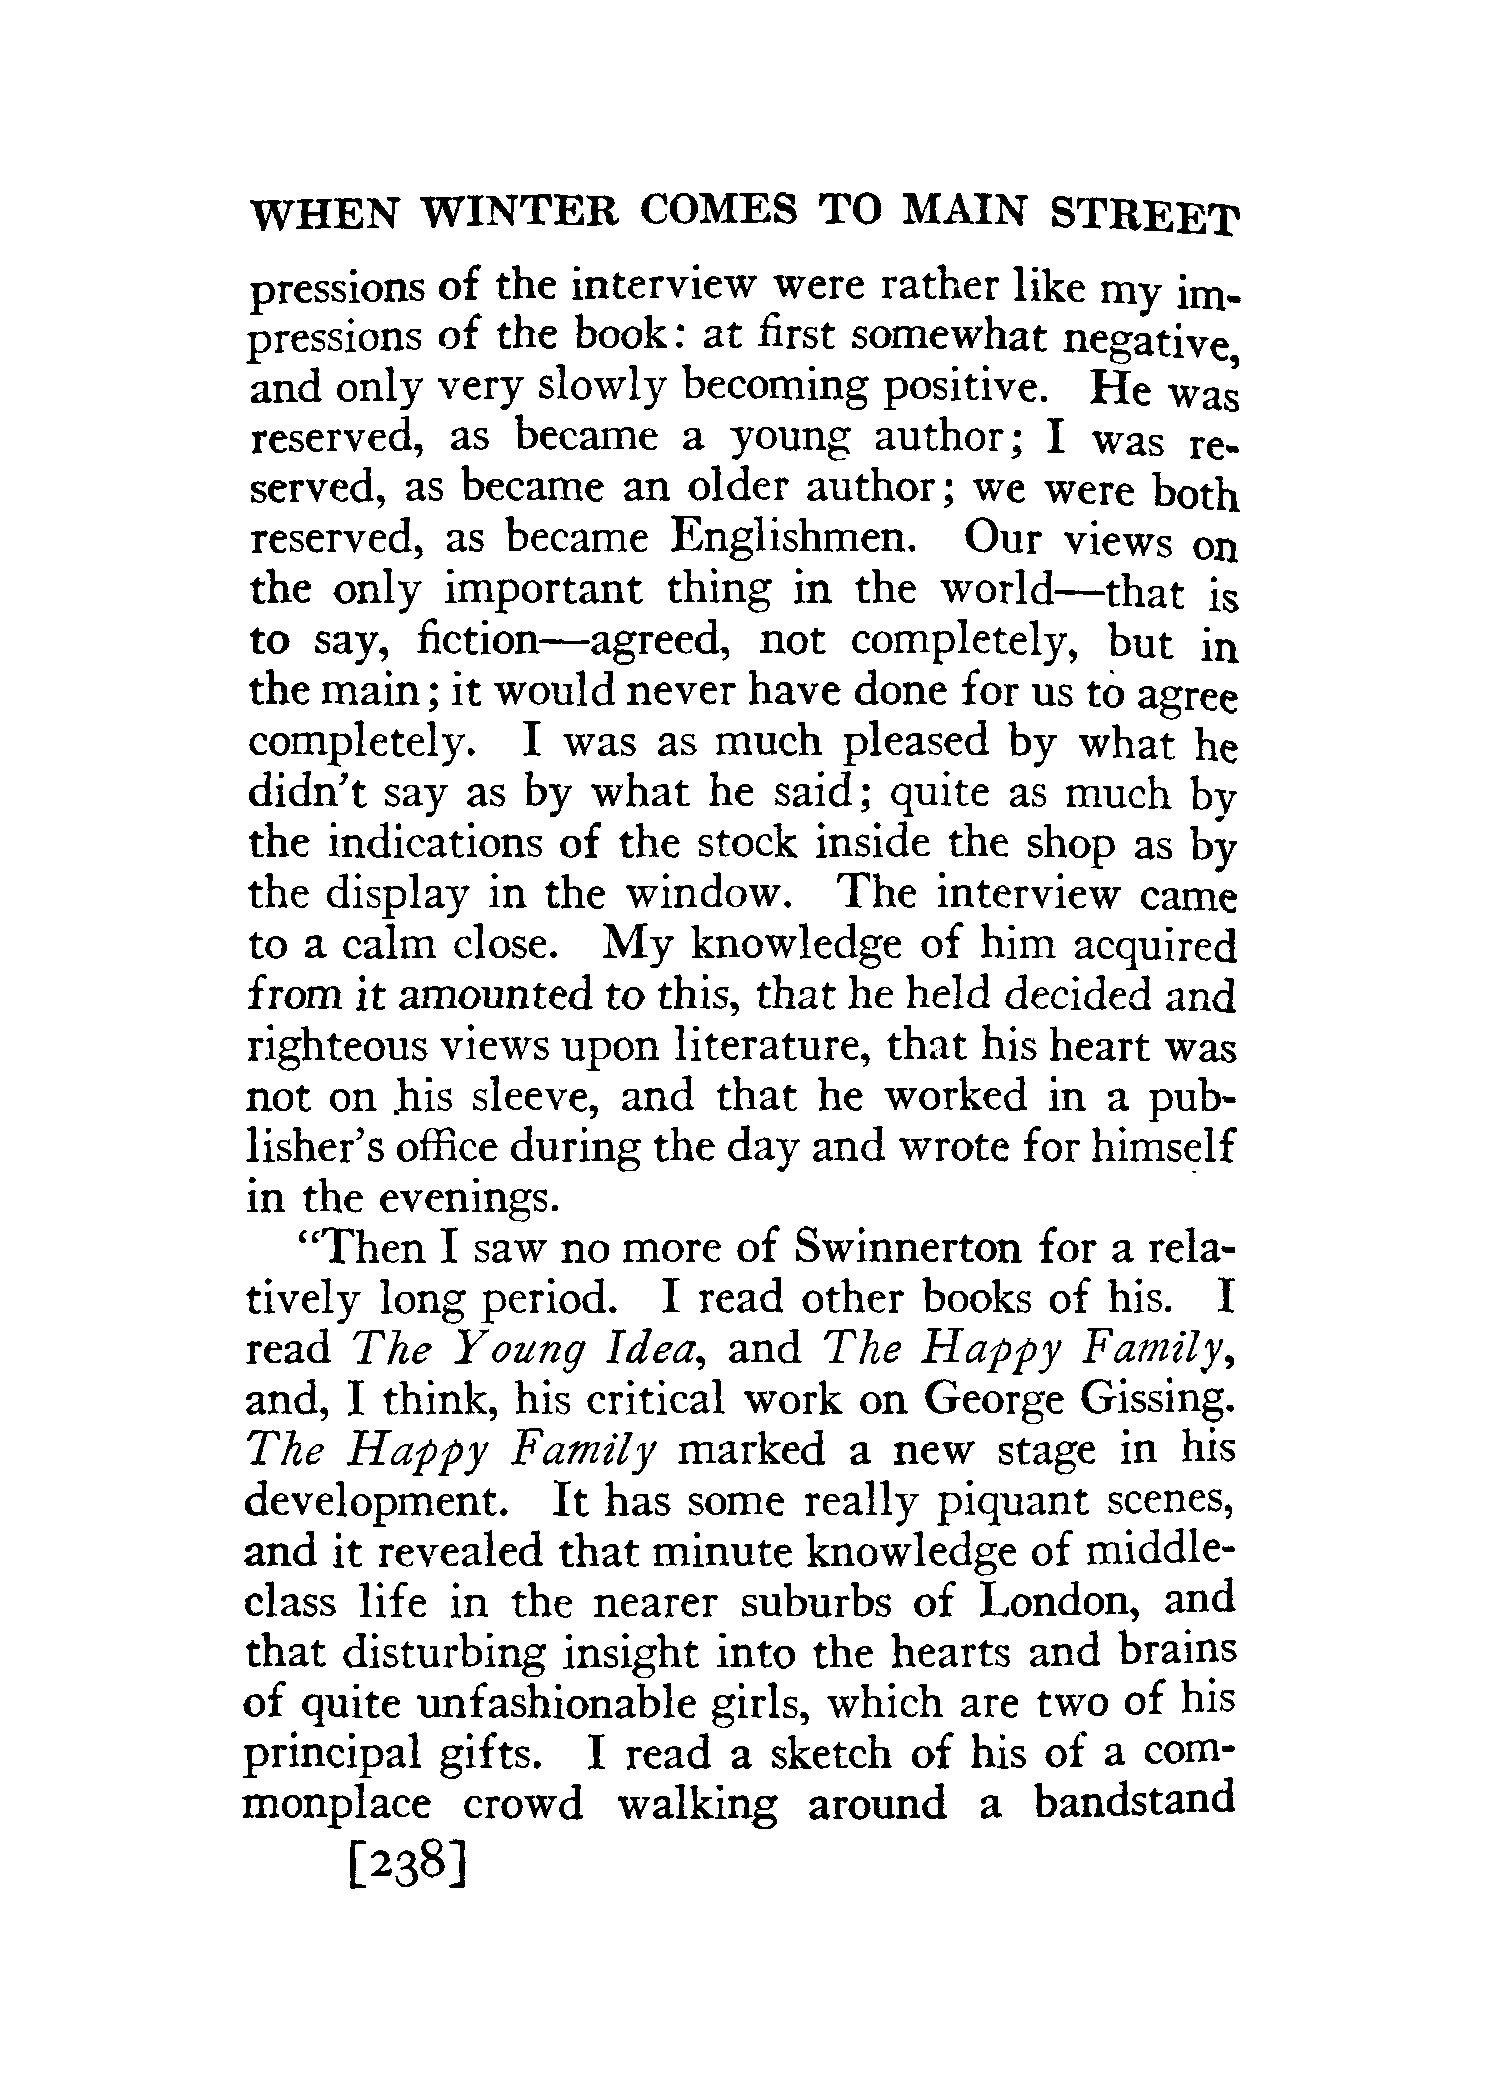 WHEN WINTER COMES TO MAIN STREET
pressions of the interview were rather like my im-
pressions of the book: at first somewhat negative,
and only very slowly becoming positive. He was
reserved, as became a young author; I was re-
served, as became an older author; we were both
reserved, as became Englishmen. Our views on
the only important thing in the world—that is
to say, fiction—agreed, not completely, but in
the main; it would never have done for us to agree
completely. I was as much pleased by what he
didn't say as by what he said; quite as much by
the indications of the stock inside the shop as by
the display in the window. The interview came
to a calm close. My knowledge of him acquired
from it amounted to this, that he held decided and
righteous views upon literature, that his heart was
not on his sleeve, and that he worked in a pub-
lisher's office during the day and wrote for himself
in the evenings.
"Then I saw no more of Swinnerton for a rela-
tively long period. I read other books of his. I
read The Young Idea, and The Happy Family,
and, I think, his critical work on George Gissing.
The Happy Family marked a new stage in his
development. It has some really piquant scenes,
and it revealed that minute knowledge of middle-
class life in the nearer suburbs of London, and
that disturbing insight into the hearts and brains
of quite unfashionable girls, which are two of his
principal gifts. I read a sketch of his of a com-
monplace crowd walking around a bandstand
[238]